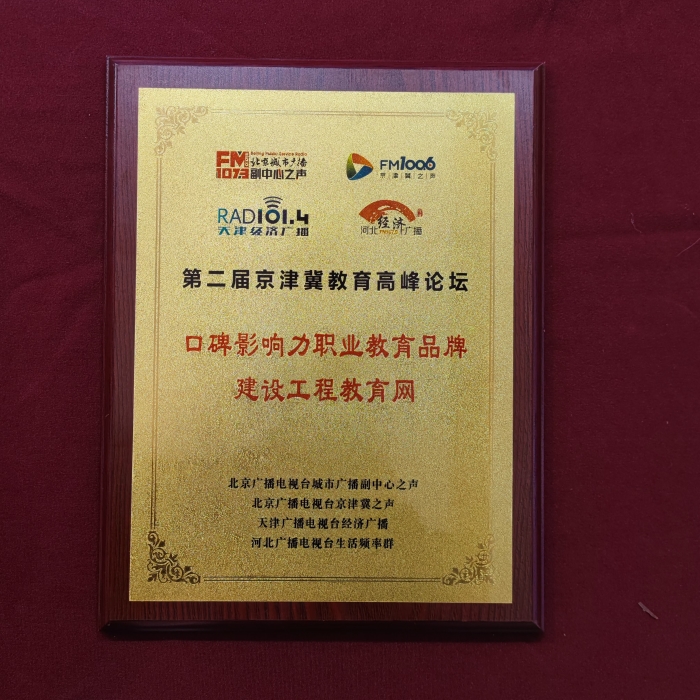 Beijing Public Service Radio
FM 107.3 北京城市广播
副中心之声
FM100.6
京津冀之声
RADIO101.4
天津经济广播
经济
河北 广播
第二届京津冀教育高峰论坛
口碑影响力职业教育品牌
建设工程教育网
北京广播电视台城市广播副中心之声
北京广播电视台京津冀之声
天津广播电视台经济广播
河北广播电视台生活频率群